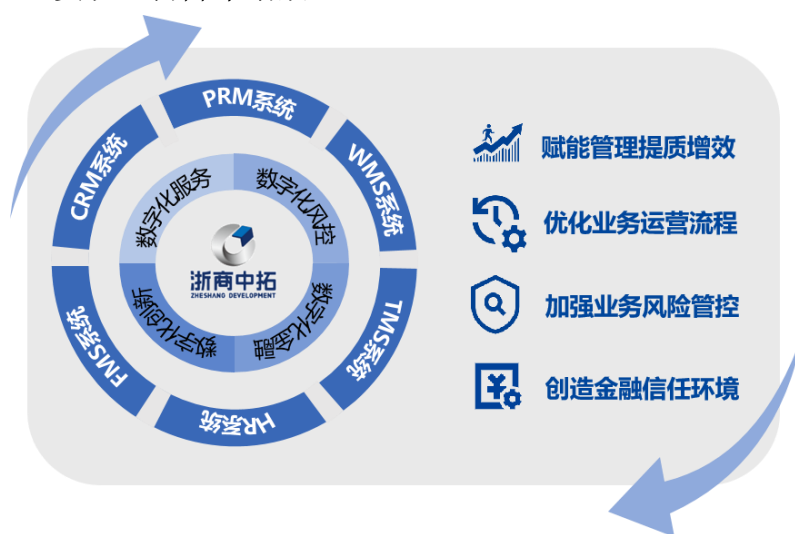 PRM系统
WMS系统
TMS系统
HR系统
FMS系统
CRM系统
数字化服务
数字化风控
数字化金融
数字化创新
浙商中拓
ZHESHANG DEVELOPMENT
赋能管理提质增效
优化业务运营流程
加强业务风险管控
创造金融信任环境